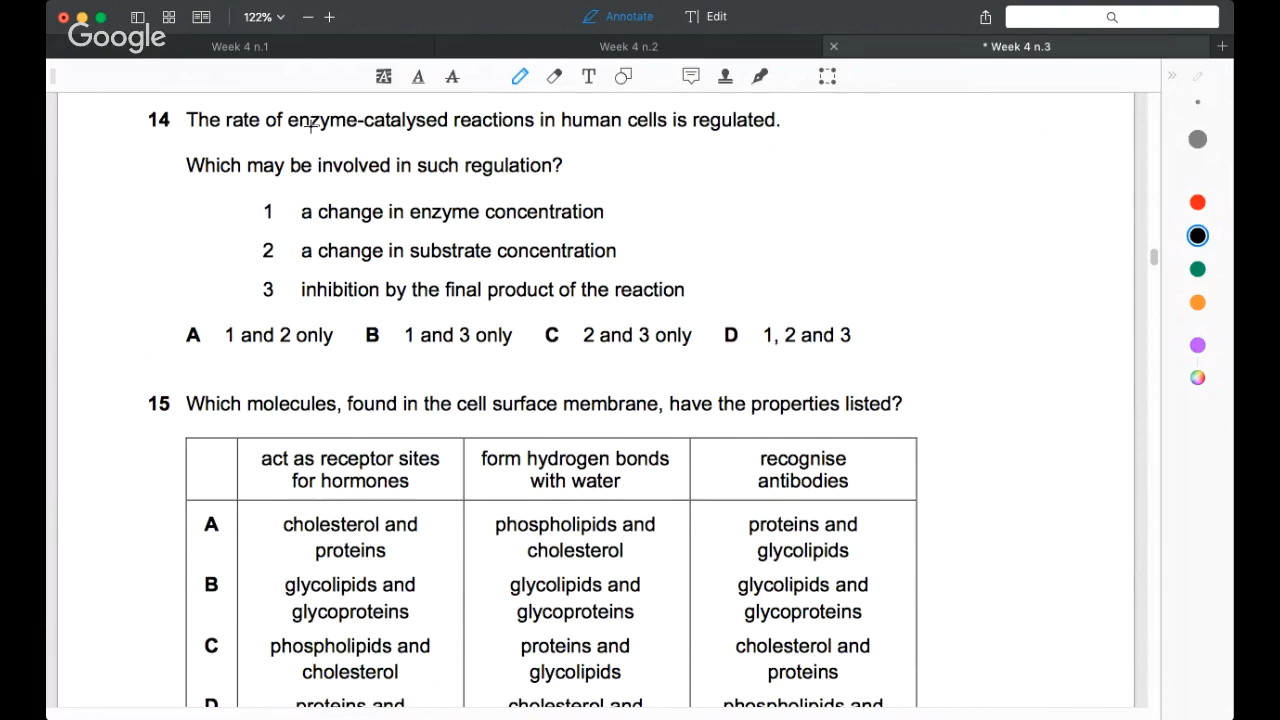 122%
Annotate
T| Edit
Google
Week 4 n.1
Week 4 n.2
* Week 4 n.3
14 The rate of enzyme-catalysed reactions in human cells is regulated.
Which may be involved in such regulation?
1 a change in enzyme concentration
2 a change in substrate concentration
3 inhibition by the final product of the reaction
A 1 and 2 only B 1 and 3 only C 2 and 3 only D 1, 2 and 3
15 Which molecules, found in the cell surface membrane, have the properties listed?
act as receptor sites for hormones
form hydrogen bonds with water
recognise antibodies
A cholesterol and proteins
phospholipids and cholesterol
proteins and glycolipids
B glycolipids and glycoproteins
glycolipids and glycoproteins
glycolipids and glycoproteins
C phospholipids and cholesterol
proteins and glycolipids
cholesterol and proteins
D proteins and
cholesterol and
phospholipids and